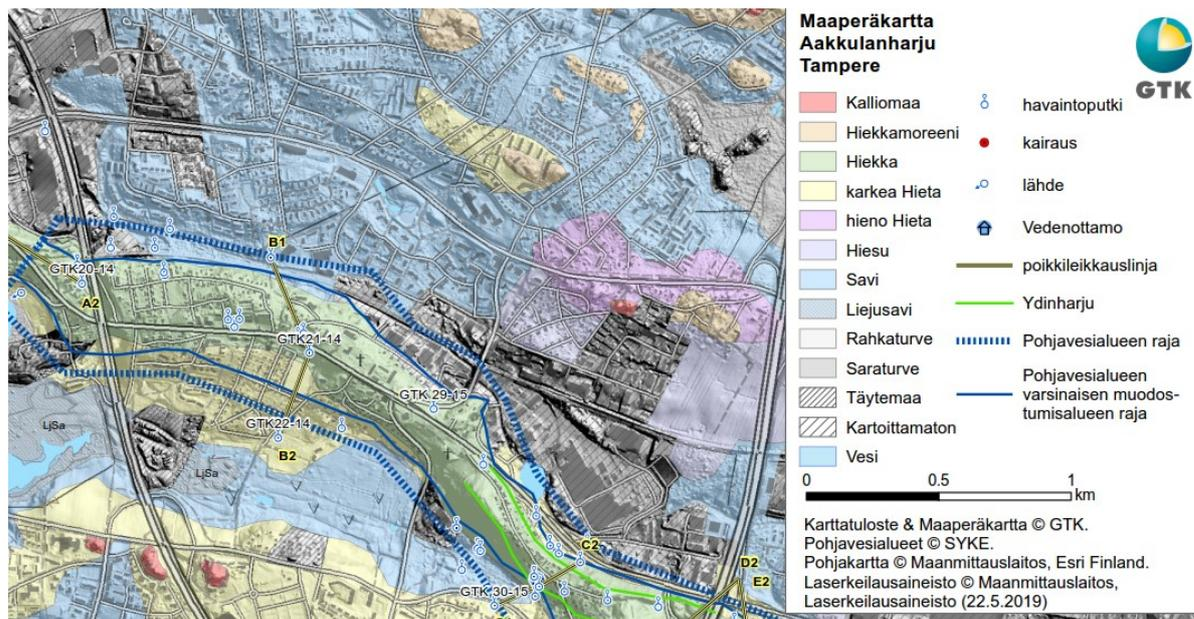 Maaperäkartta
Aakkulanharju
Tampere
GTK
Kalliomaa
Hiekkamoreeni
Hiekka
karkea Hieta
hieno Hieta
Hiesu
Savi
Liejusavi
Rahkaturve
Saraturve
Täytemaa
Kartoittamaton
Vesi
havaintoputki
kairaus
lähde
Vedenottamo
poikkileikkauslinja
Ydinharju
Pohjavesialueen raja
Pohjavesialueen
varsinaisen muodos-
tumisalueen raja
0 0.5 1
km
Karttatuloste & Maaperäkartta © GTK.
Pohjavesialueet © SYKE.
Pohjakartta © Maanmittauslaitos, Esri Finland.
Laserkeilausaineisto © Maanmittauslaitos,
Laserkeilausaineisto (22.5.2019)
B1
GTK20-14
A2
GTK21-14
GTK 29-15
GTK22-14
LjSa
B2
LjSa
C2
D2
E2
GTK 30-15